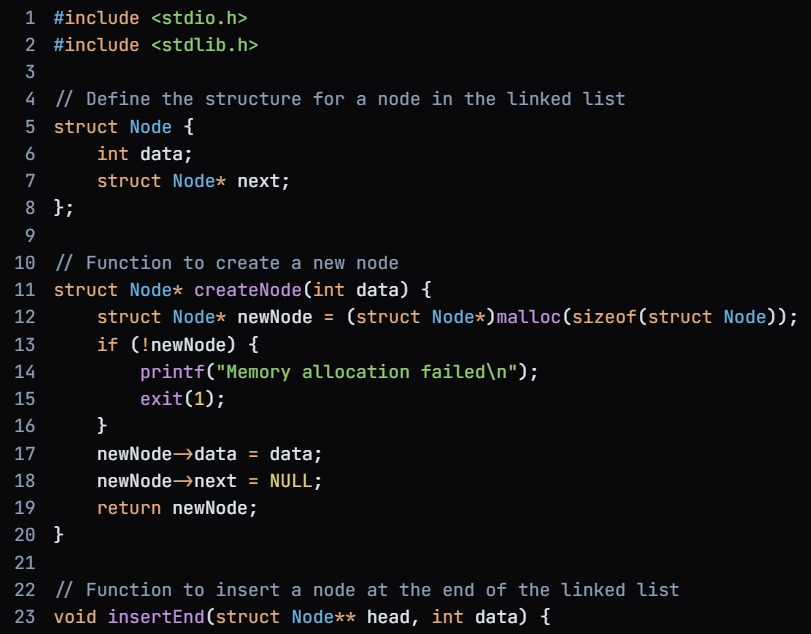 1 #include <stdio.h>
2 #include <stdlib.h>
3
4 // Define the structure for a node in the linked list
5 struct Node {
6     int data;
7     struct Node* next;
8 };
9
10 // Function to create a new node
11 struct Node* createNode(int data) {
12     struct Node* newNode = (struct Node*)malloc(sizeof(struct Node));
13     if (!newNode) {
14         printf("Memory allocation failed\n");
15         exit(1);
16     }
17     newNode->data = data;
18     newNode->next = NULL;
19     return newNode;
20 }
21
22 // Function to insert a node at the end of the linked list
23 void insertEnd(struct Node** head, int data) {